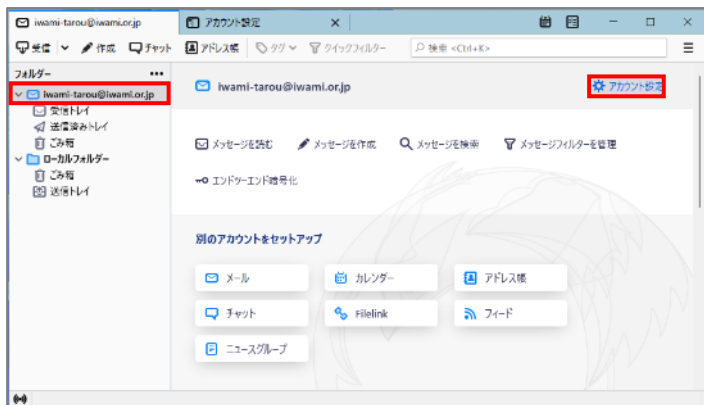 iwami-tarou@iwami.or.jp アカウント設定
受信 作成 チャット アドレス帳 タグ クイックフィルター 検索 <Ctrl+K>
フォルダー
iwami-tarou@iwami.or.jp
受信トレイ
送信済みトレイ
ごみ箱
ローカルフォルダー
ごみ箱
送信トレイ
iwami-tarou@iwami.or.jp アカウント設定
メッセージを読む メッセージを作成 メッセージを検索 メッセージフィルターを管理
エンドツーエンド暗号化
別のアカウントをセットアップ
メール カレンダー アドレス帳
チャット Filelink フィード
ニュースグループ